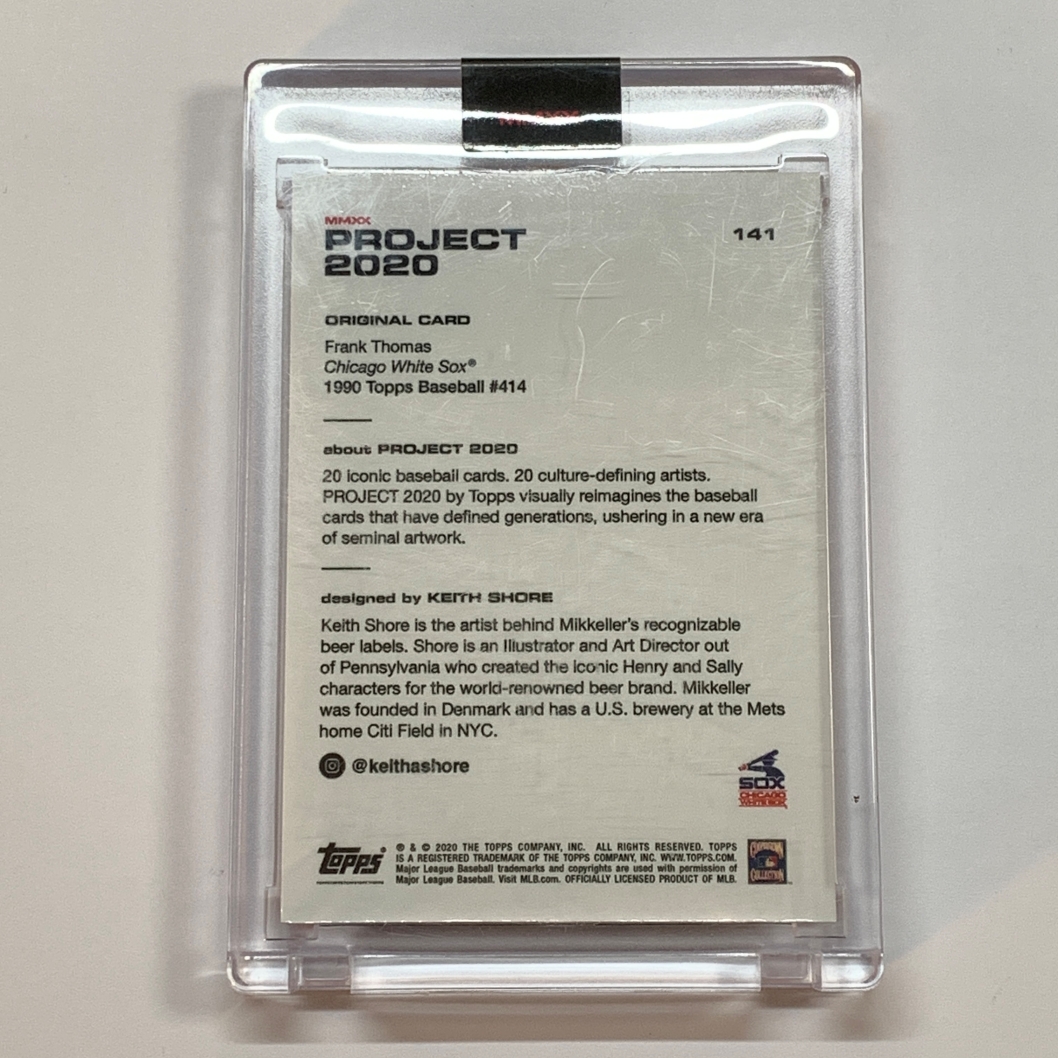 MMXX
MMXX
PROJECT
2020
141
ORIGINAL CARD
Frank Thomas
Chicago White Sox®
1990 Topps Baseball #414
about PROJECT 2020
20 iconic baseball cards. 20 culture-defining artists.
PROJECT 2020 by Topps visually reimagines the baseball
cards that have defined generations, ushering in a new era
of seminal artwork.
designed by KEITH SHORE
Keith Shore is the artist behind Mikkeller's recognizable
beer labels. Shore is an Illustrator and Art Director out
of Pennsylvania who created the iconic Henry and Sally
characters for the world-renowned beer brand. Mikkeller
was founded in Denmark and has a U.S. brewery at the Mets
home Citi Field in NYC.
@keithashore
SOX
CHICAGO
WHITE SOX
Topps®
® & © 2020 THE TOPPS COMPANY, INC. ALL RIGHTS RESERVED. TOPPS
IS A REGISTERED TRADEMARK OF THE TOPPS COMPANY, INC. WWW.TOPPS.COM.
Major League Baseball trademarks and copyrights are used with permission of
Major League Baseball. Visit MLB.com. OFFICIALLY LICENSED PRODUCT OF MLB.
COOPERSTOWN
COLLECTION